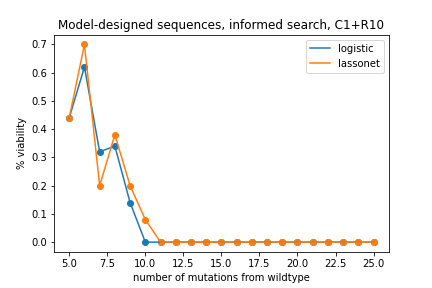 Model-designed sequences, informed search, C1+R10
logistic
lassonet
% viability
0.7
0.6
0.5
0.4
0.3
0.2
0.1
0.0
5.0 7.5 10.0 12.5 15.0 17.5 20.0 22.5 25.0
number of mutations from wildtype